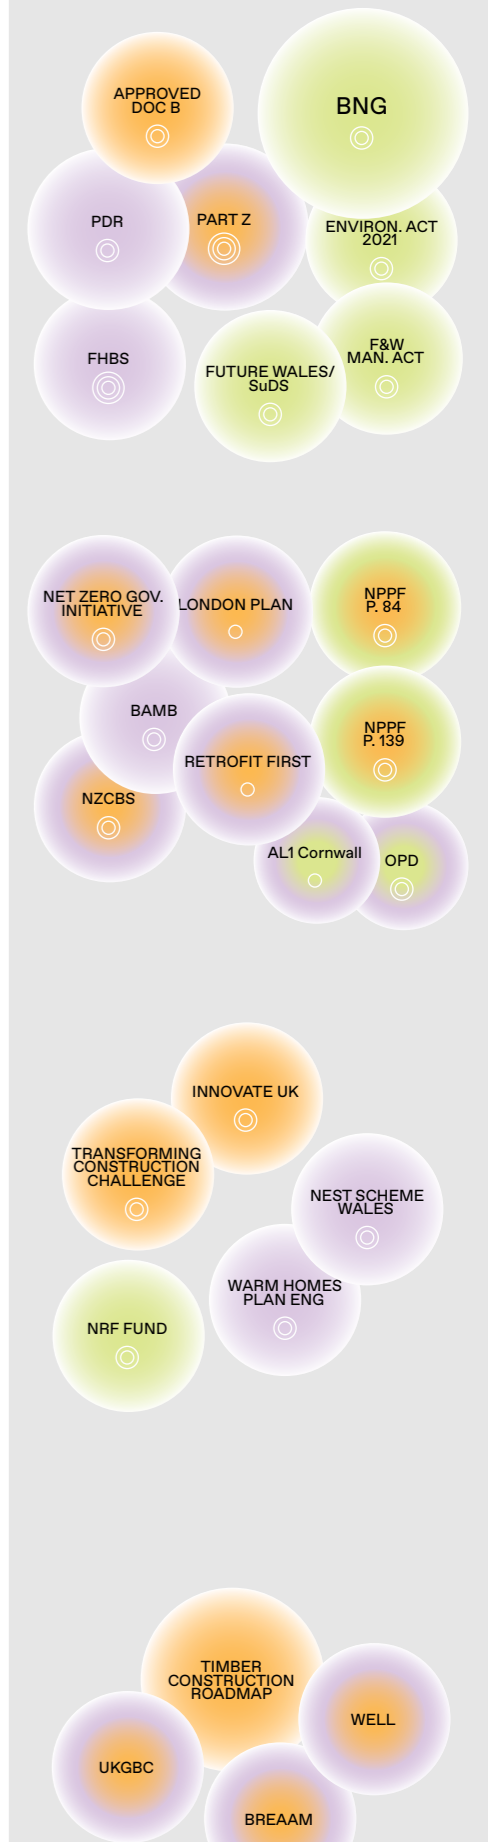 APPROVED
DOC B
BNG
PDR
PART Z
ENVIRON. ACT
2021
FHBS
FUTURE WALES/
SuDS
F&W
MAN. ACT
NET ZERO GOV.
INITIATIVE
LONDON PLAN
NPPF
P. 84
BAMB
RETROFIT FIRST
NPPF
P. 139
NZCBS
AL1 Cornwall
OPD
INNOVATE UK
TRANSFORMING
CONSTRUCTION
CHALLENGE
NEST SCHEME
WALES
WARM HOMES
PLAN ENG
NRF FUND
TIMBER
CONSTRUCTION
ROADMAP
WELL
UKGBC
BREAAM